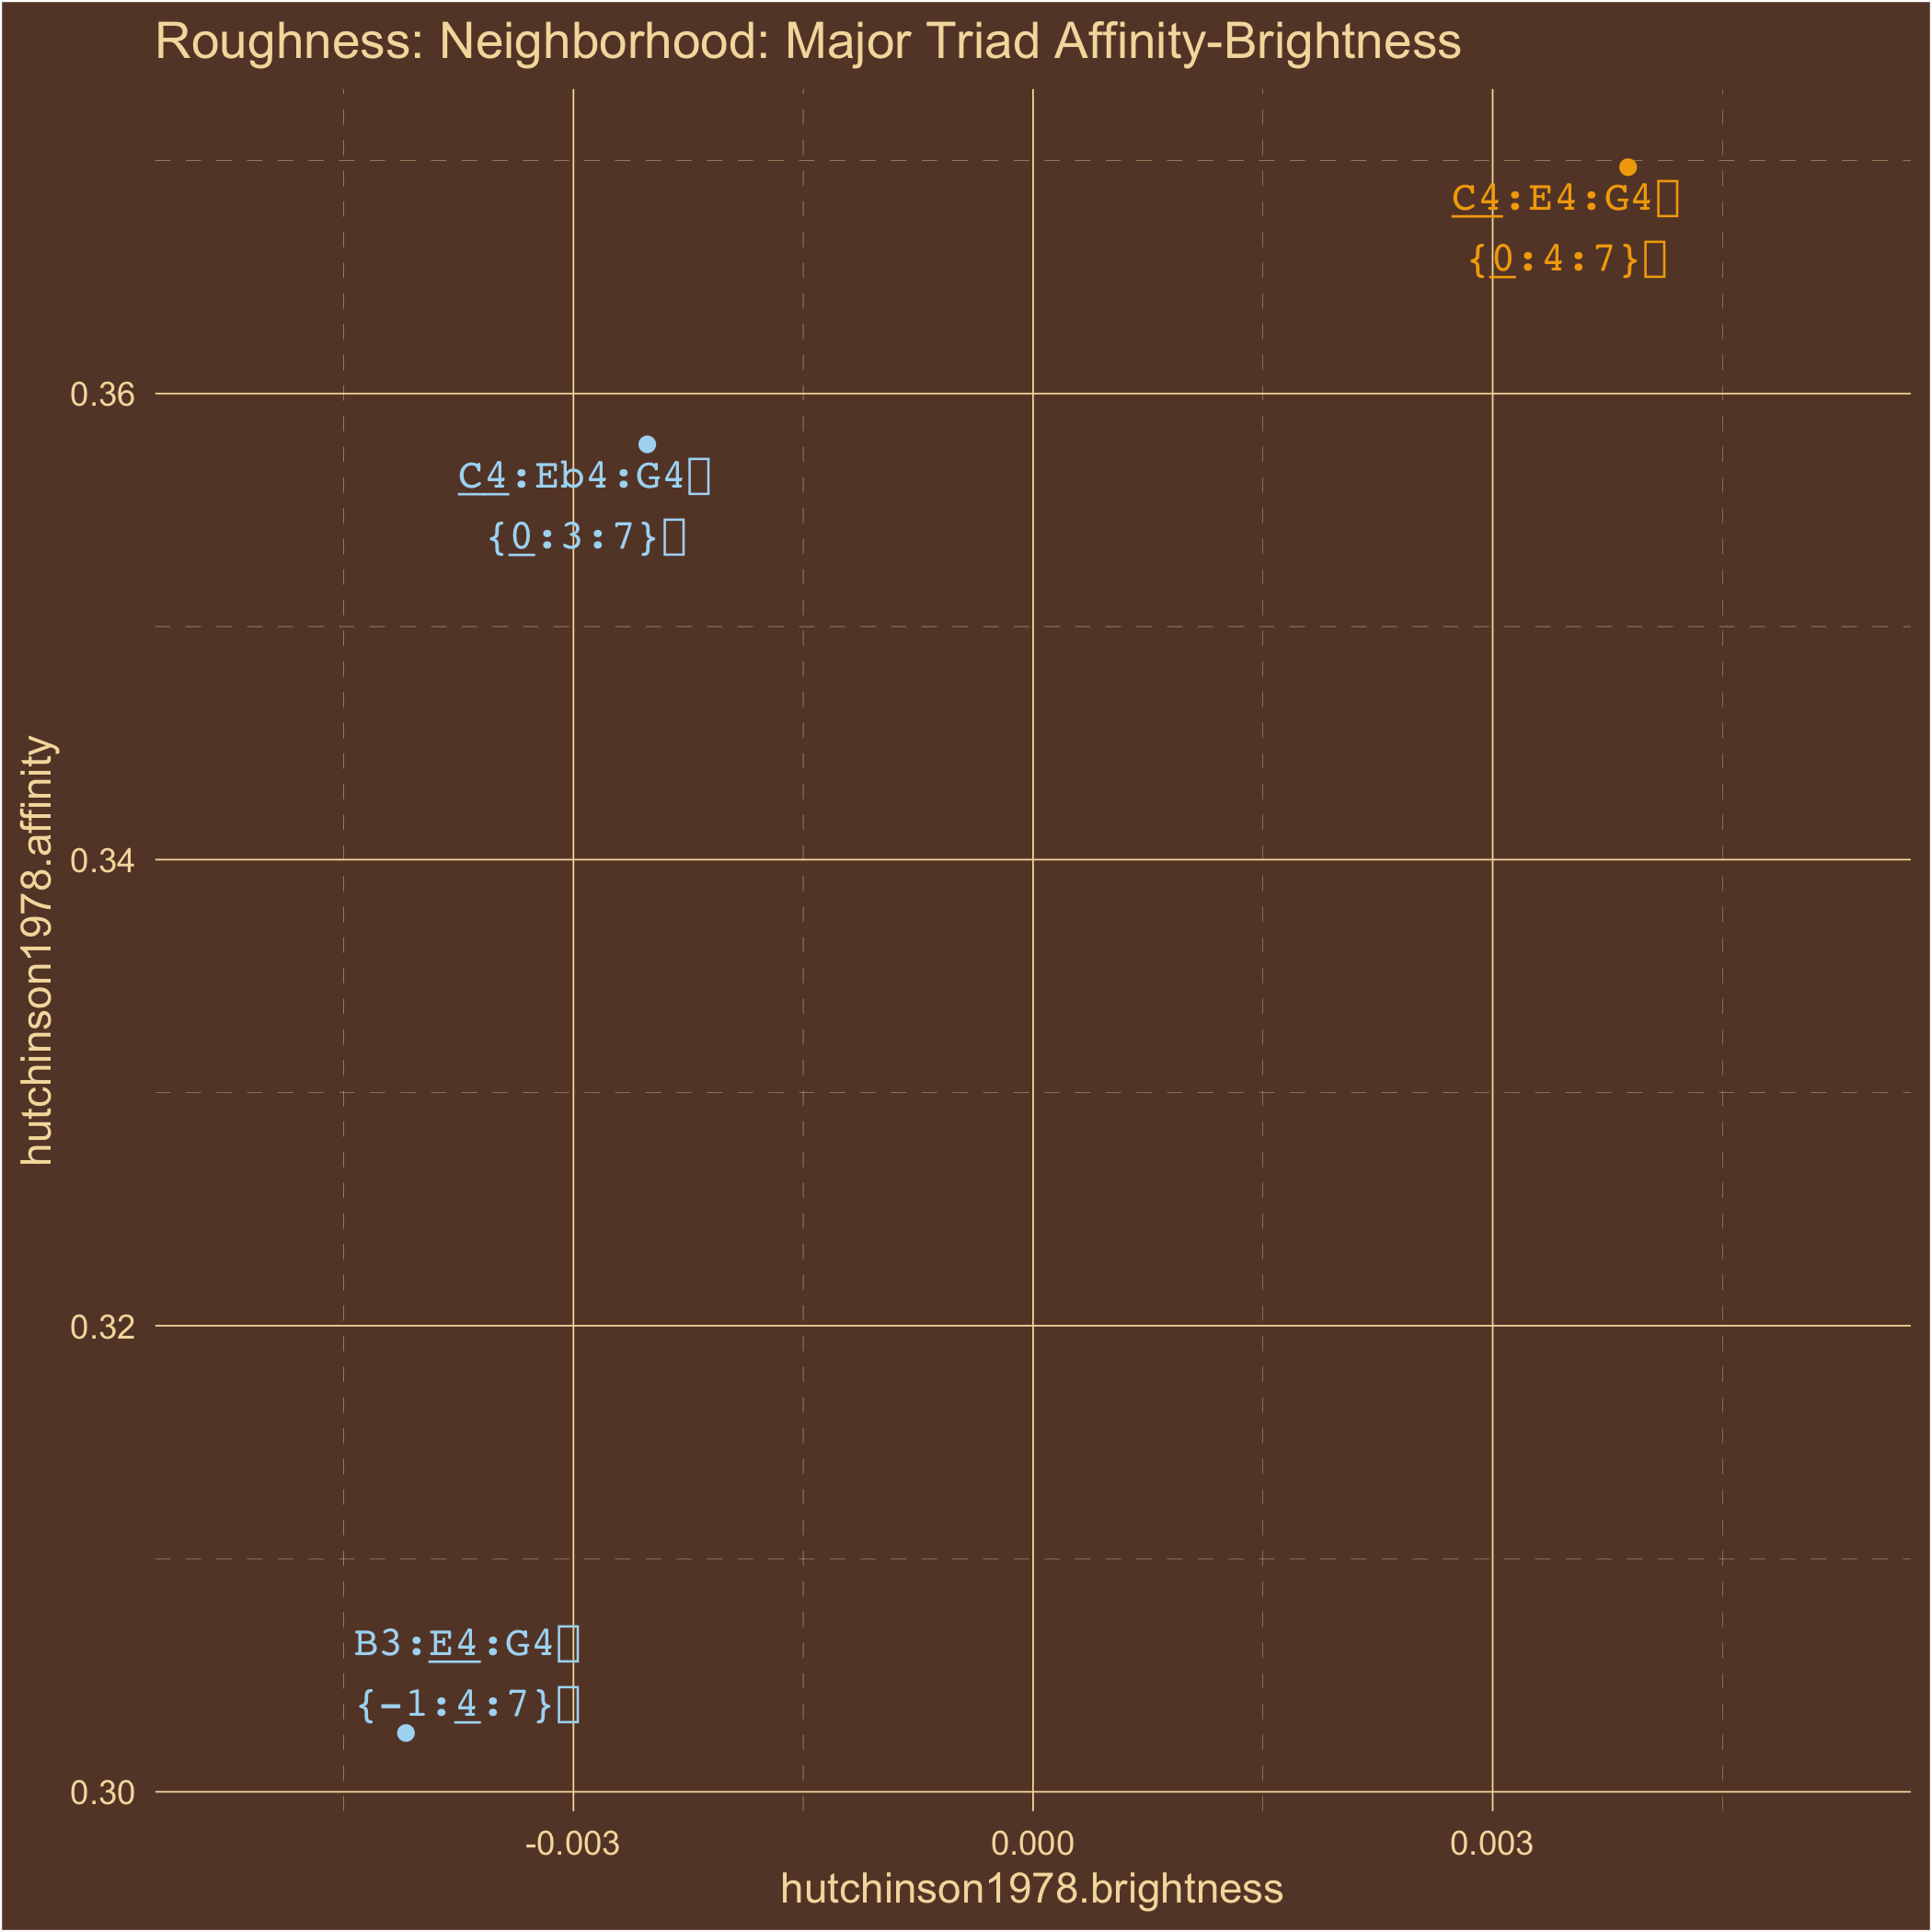 Roughness: Neighborhood: Major Triad Affinity-Brightness
C4:E4:G4
{0:4:7}
0.36
C4:Eb4:G4
{0:3:7}
0.34
hutchinson1978.affinity
0.32
B3:E4:G4
{-1:4:7}
0.30
-0.003
0.000
0.003
hutchinson1978.brightness